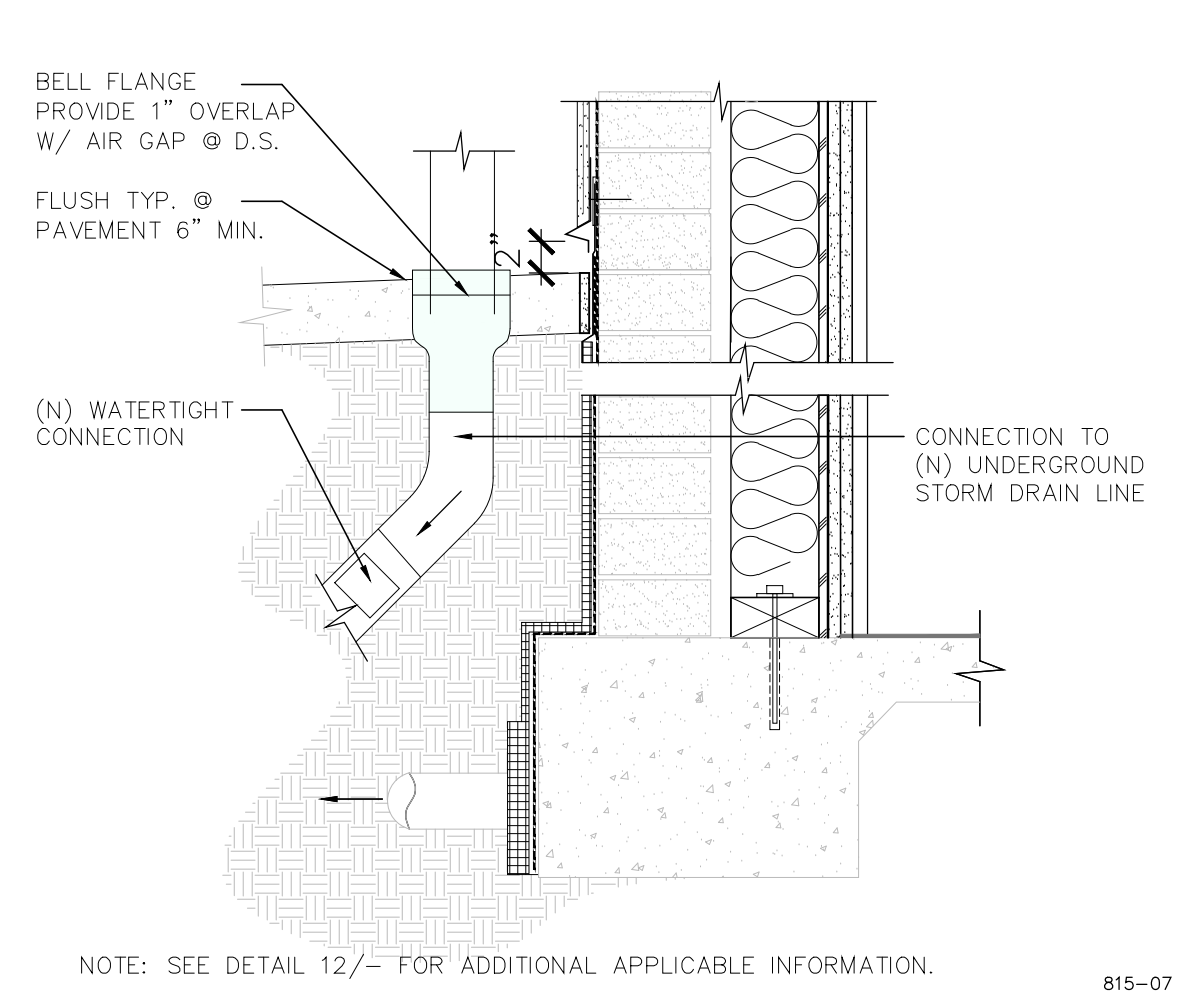 BELL FLANGE
PROVIDE 1” OVERLAP
W/ AIR GAP @ D.S.
FLUSH TYP. @
PAVEMENT 6” MIN.
2”
(N) WATERTIGHT
CONNECTION
CONNECTION TO
(N) UNDERGROUND
STORM DRAIN LINE
NOTE: SEE DETAIL 12/– FOR ADDITIONAL APPLICABLE INFORMATION.
815–07